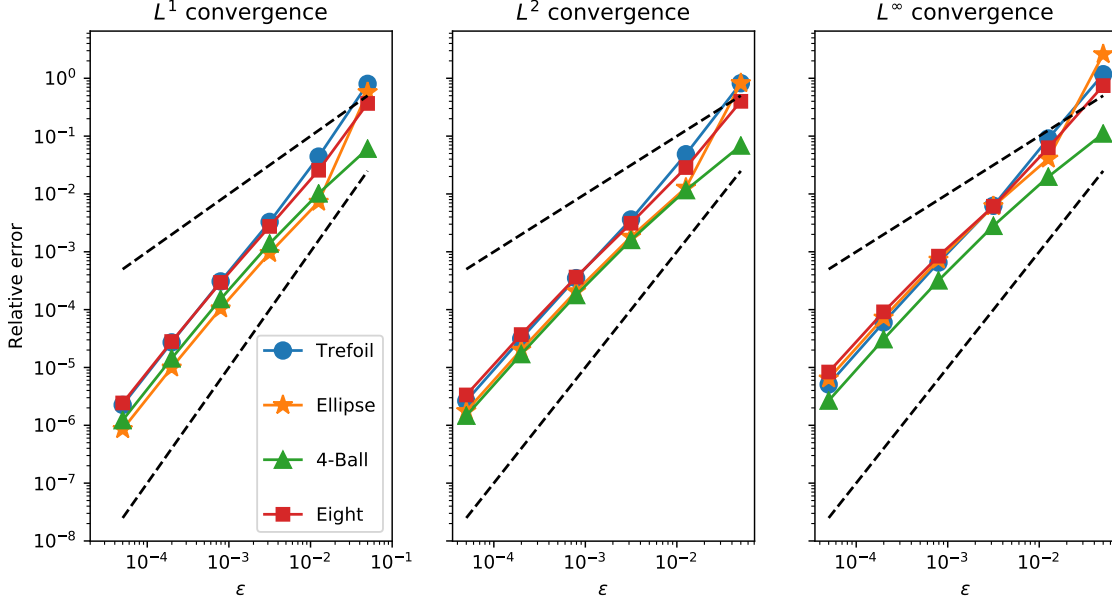 L¹ convergence
L² convergence
L∞ convergence
Relative error
10⁰
10⁻¹
10⁻²
10⁻³
10⁻⁴
10⁻⁵
10⁻⁶
10⁻⁷
10⁻⁸
Trefoil
Ellipse
4-Ball
Eight
10⁻⁴ 10⁻³ 10⁻² 10⁻¹
10⁻⁴ 10⁻³ 10⁻²
10⁻⁴ 10⁻³ 10⁻²
ε
ε
ε